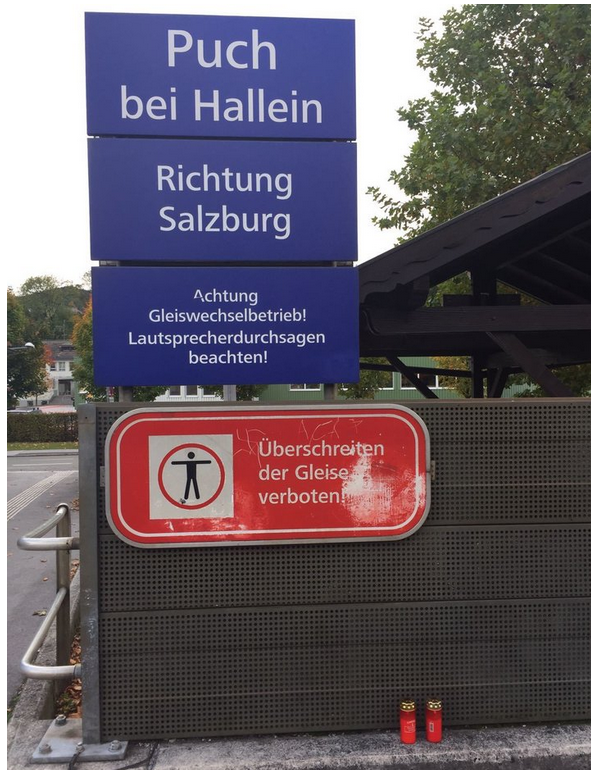 Puch
bei Hallein
Richtung
Salzburg
Achtung
Gleiswechselbetrieb!
Lautsprecherdurchsagen
beachten!
Überschreiten
der Gleise
verboten!